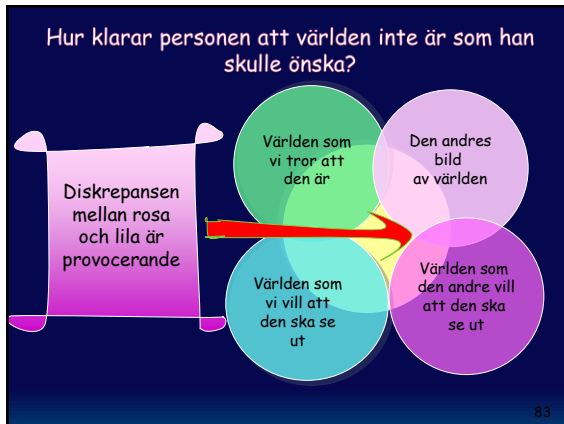 Hur klarar personen att världen inte är som han
skulle önska?
Diskrepansen
mellan rosa
och lila är
provocerande
Världen som
vi tror att
den är
Den andres
bild
av världen
Världen som
vi vill att
den ska se
ut
Världen som
den andre vill
att den ska
se ut
83